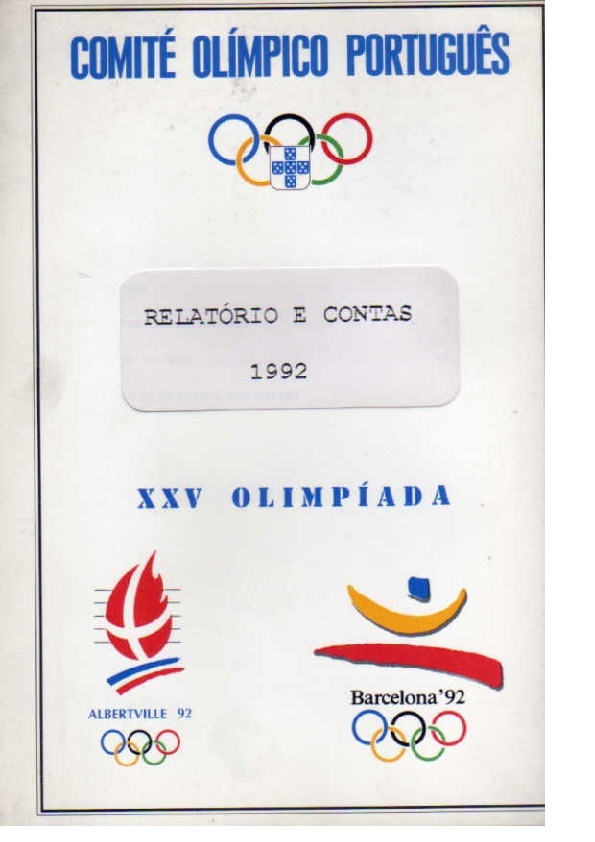 COMITÉ OLÍMPICO PORTUGUÊS
RELATÓRIO E CONTAS
1992
XXV OLIMPÍADA
ALBERTVILLE 92
Barcelona'92